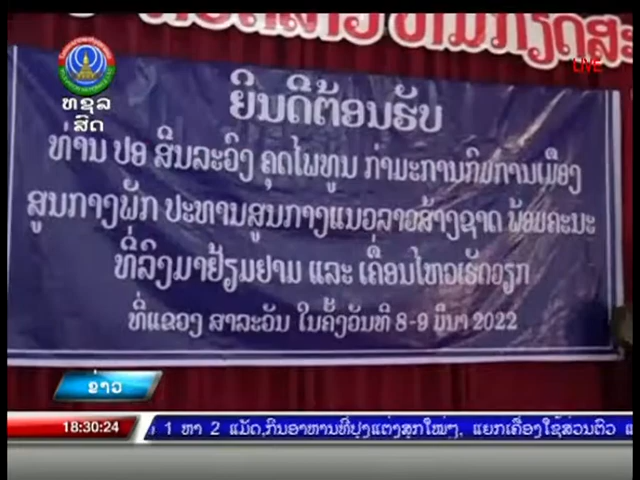 LIVE
ທຊລ
ສົດ
ຍິນດີຕ້ອນຮັບ
ທ່ານ ປອ ສິນລະວົງ ຄຸດໄພທູນ ກຳມະການກົມການເມືອງ
ສູນກາງພັກ ປະທານສູນກາງແນວລາວສ້າງຊາດ ພ້ອມຄະນະ
ທີ່ລົງມາຢ້ຽມຢາມ ແລະ ເຄື່ອນໄຫວເຮັດວຽກ
ທີ່ແຂວງ ສາລະວັນ ໃນຄັ້ງວັນທີ 8-9 ມີນາ 2022
ຂ່າວ
18:30:24
1 ຫາ 2 ແມັດ,ກິນອາຫານທີ່ປຸງແຕ່ງສຸກໃໝ່ໆ, ແຍກເຄື່ອງໃຊ້ສ່ວນຕົວ